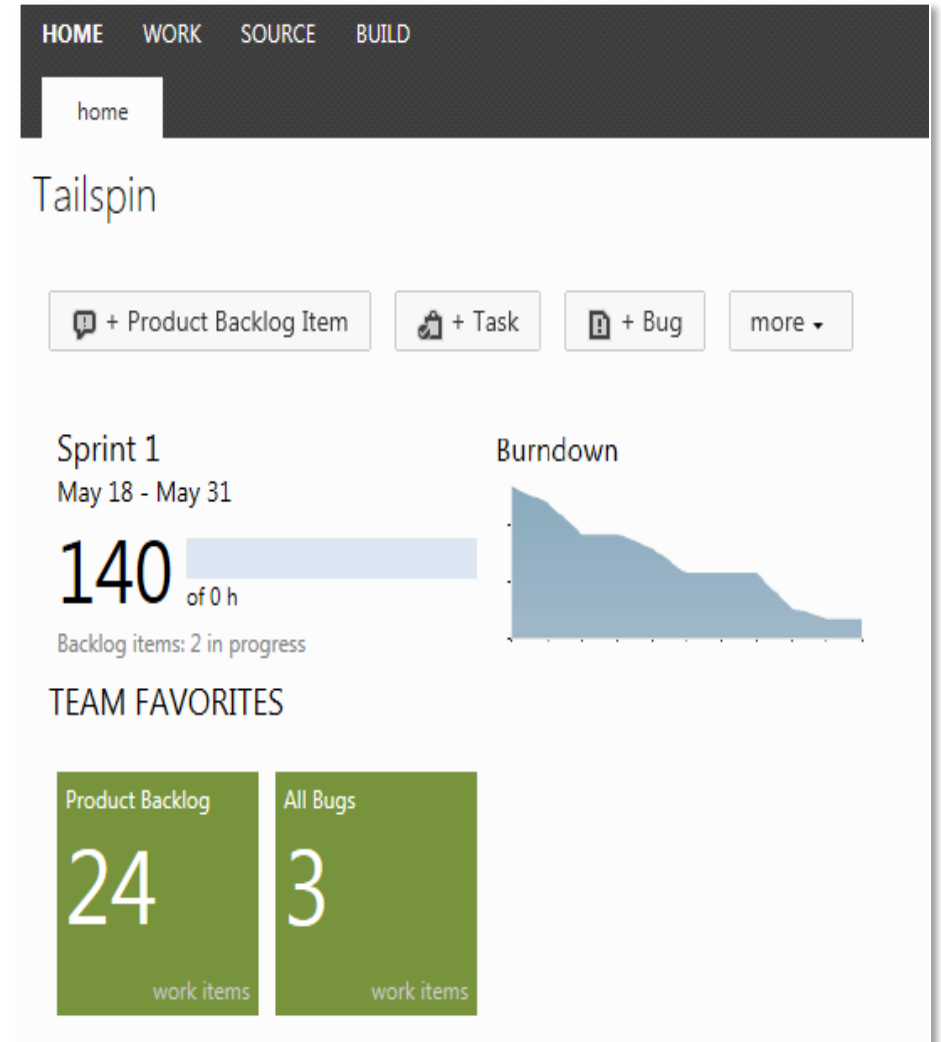 HOME WORK SOURCE BUILD
home
Tailspin
+ Product Backlog Item + Task + Bug more
Sprint 1
May 18 - May 31
140
of 0 h
Backlog items: 2 in progress
Burndown
TEAM FAVORITES
Product Backlog
24
work items
All Bugs
3
work items